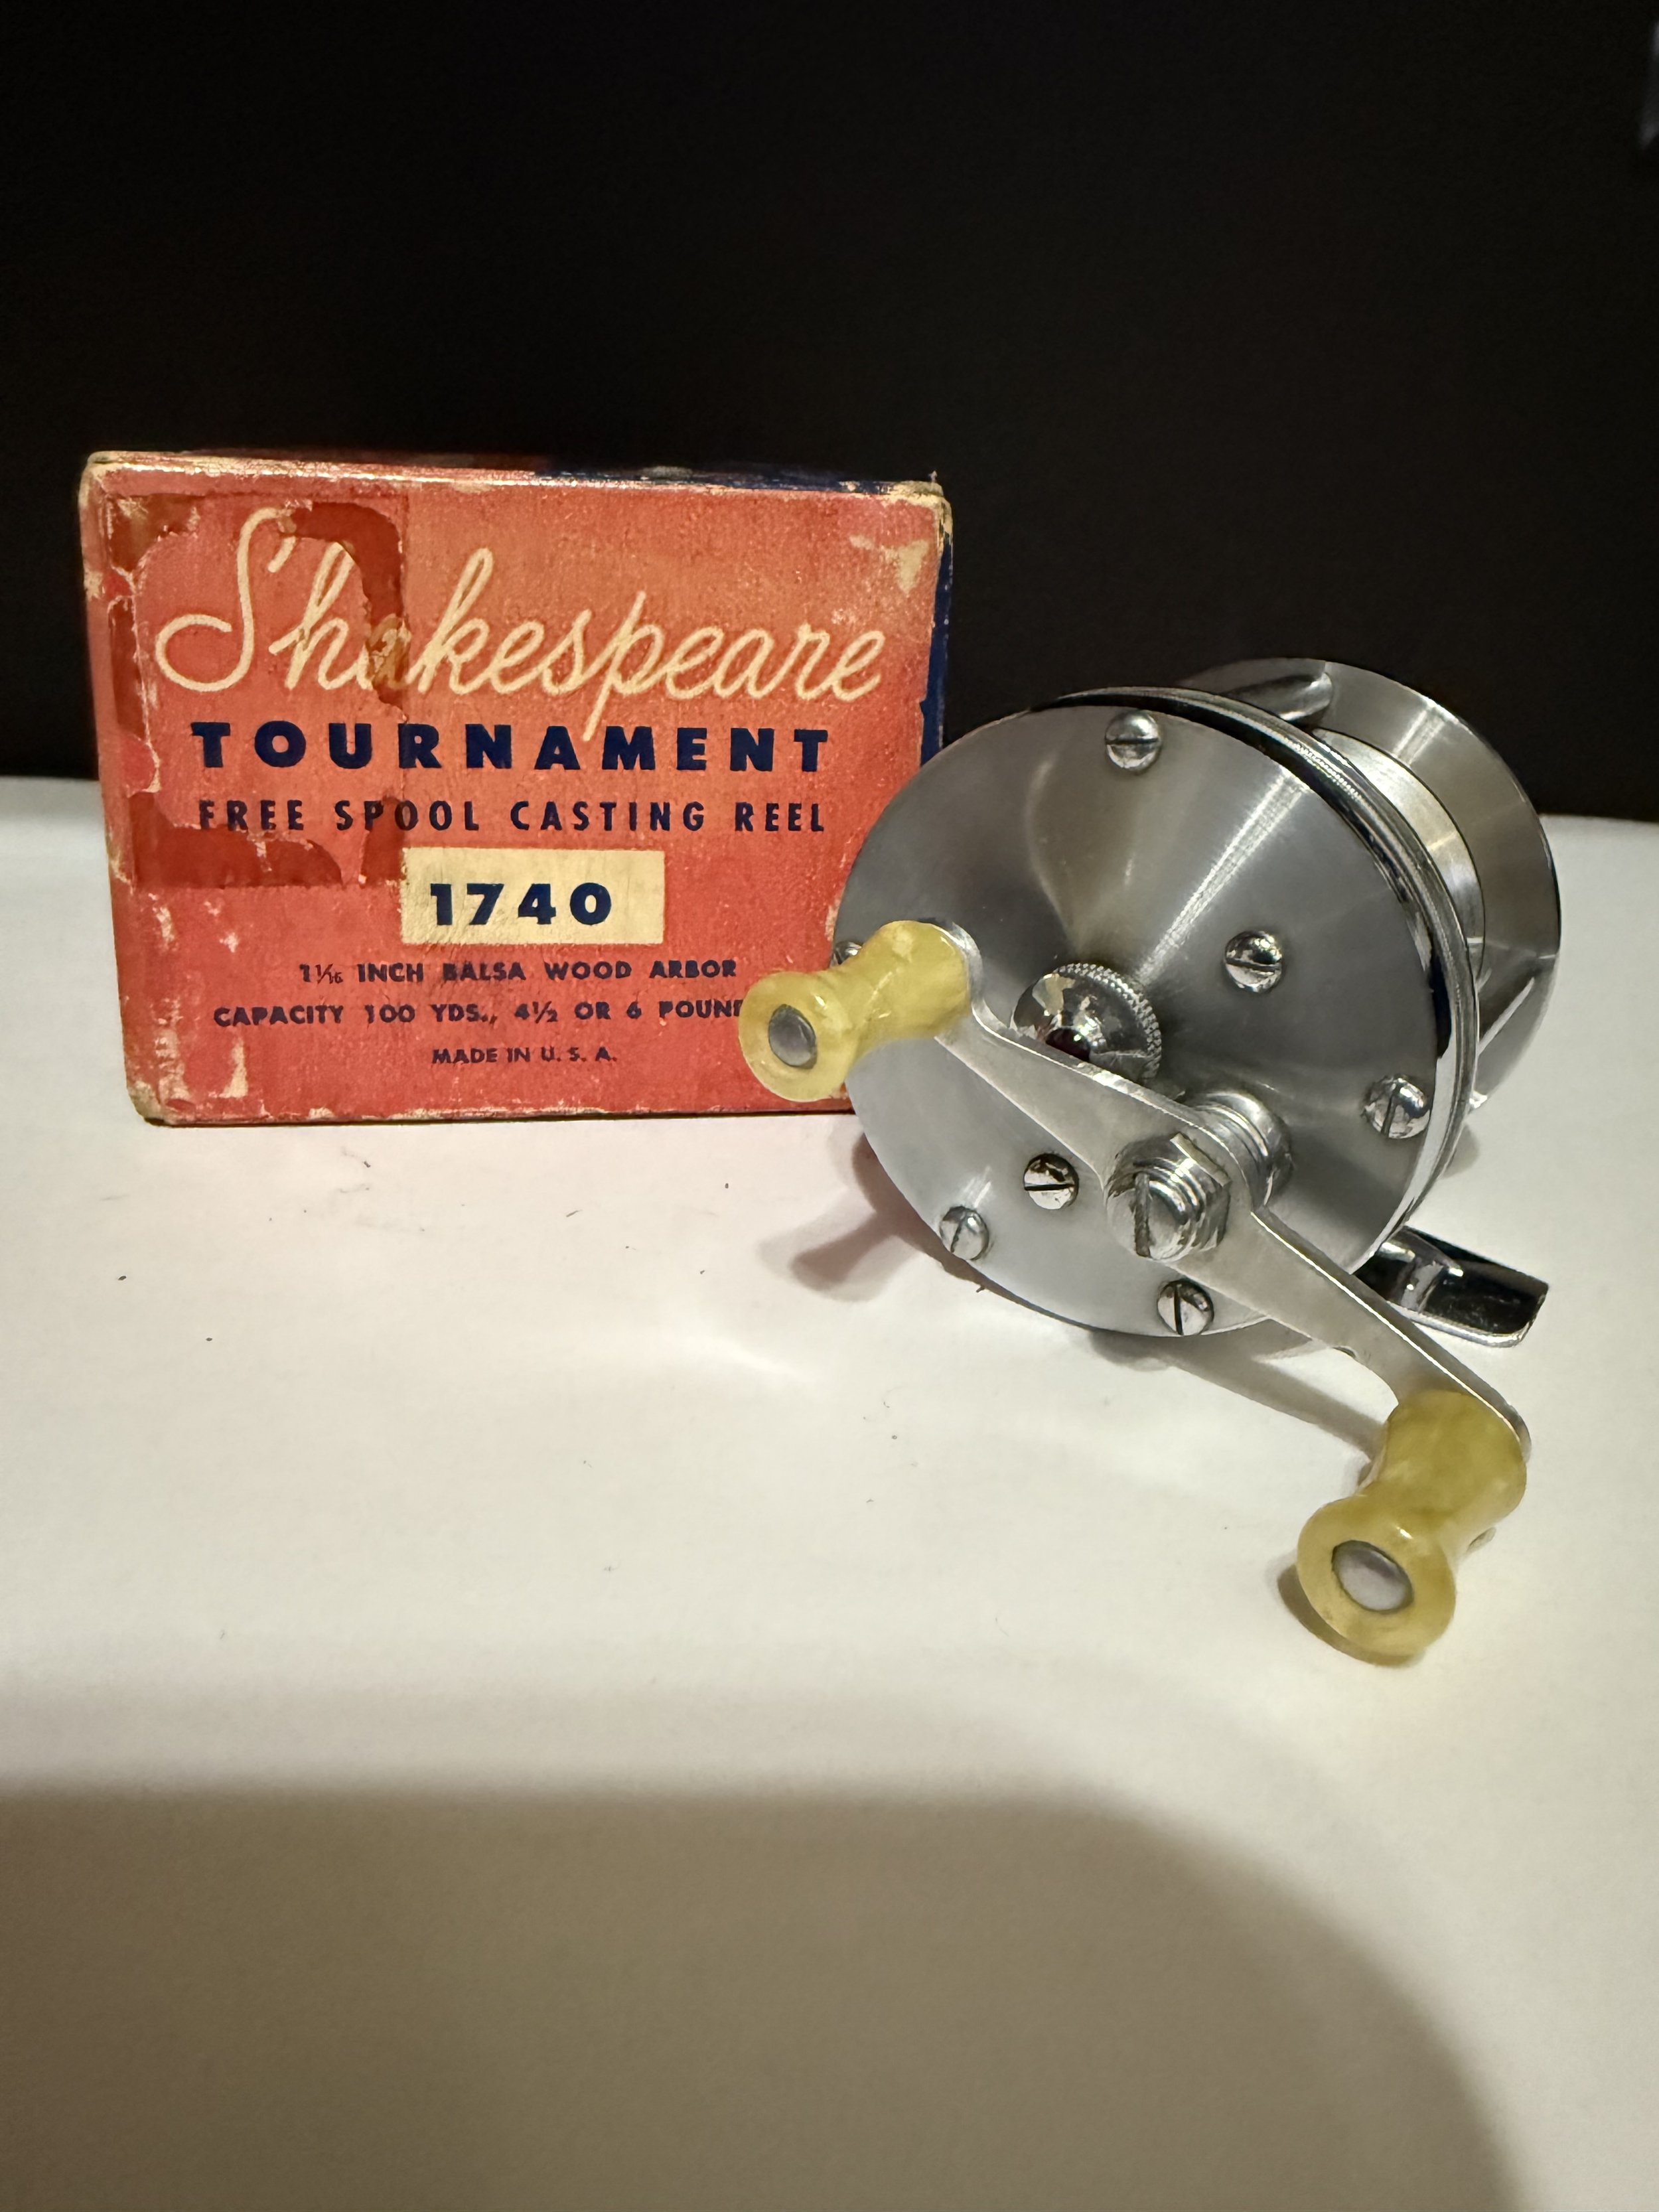 Shakespeare
TOURNAMENT
FREE SPOOL CASTING REEL
1740
1 1/16 INCH BALSA WOOD ARBOR
CAPACITY 100 YDS., 4½ OR 6
MADE IN U. S. A.